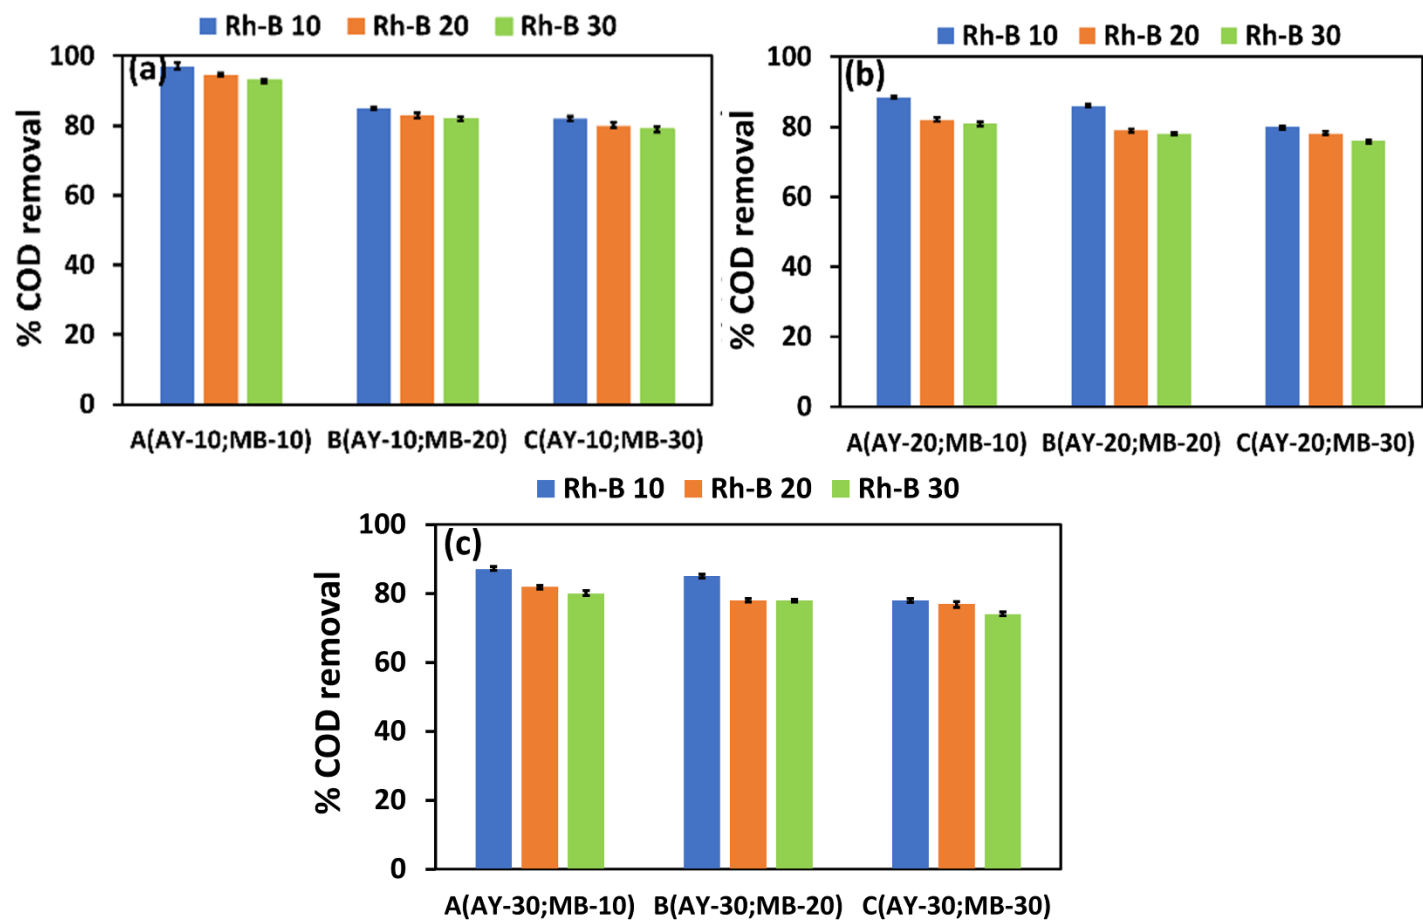 Rh-B 10 Rh-B 20 Rh-B 30
(a)
% COD removal
100
80
60
40
20
0
A(AY-10;MB-10) B(AY-10;MB-20) C(AY-10;MB-30)
Rh-B 10 Rh-B 20 Rh-B 30
(b)
% COD removal
100
80
60
40
20
0
A(AY-20;MB-10) B(AY-20;MB-20) C(AY-20;MB-30)
Rh-B 10 Rh-B 20 Rh-B 30
(c)
% COD removal
100
80
60
40
20
0
A(AY-30;MB-10) B(AY-30;MB-20) C(AY-30;MB-30)